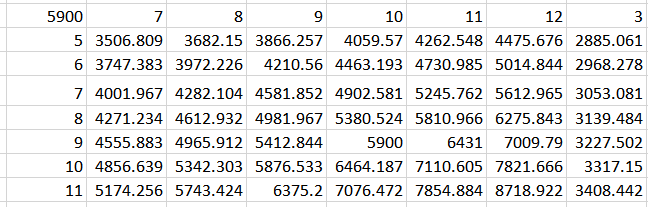 5900 7 8 9 10 11 12 3
5 3506.809 3682.15 3866.257 4059.57 4262.548 4475.676 2885.061
6 3747.383 3972.226 4210.56 4463.193 4730.985 5014.844 2968.278
7 4001.967 4282.104 4581.852 4902.581 5245.762 5612.965 3053.081
8 4271.234 4612.932 4981.967 5380.524 5810.966 6275.843 3139.484
9 4555.883 4965.912 5412.844 5900 6431 7009.79 3227.502
10 4856.639 5342.303 5876.533 6464.187 7110.605 7821.666 3317.15
11 5174.256 5743.424 6375.2 7076.472 7854.884 8718.922 3408.442